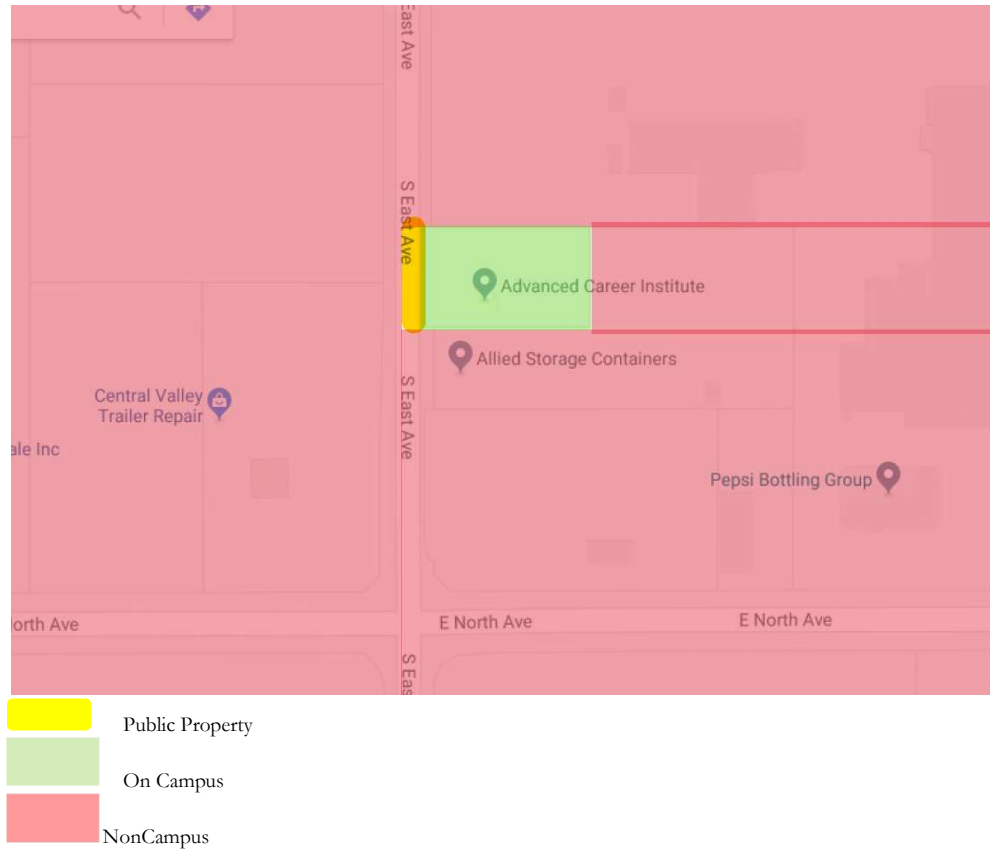 East Ave
S East Ave
Advanced Career Institute
Allied Storage Containers
Central Valley
Trailer Repair
S East Ave
ale Inc
Pepsi Bottling Group
orth Ave
E North Ave
E North Ave
S Eas
Public Property
On Campus
NonCampus